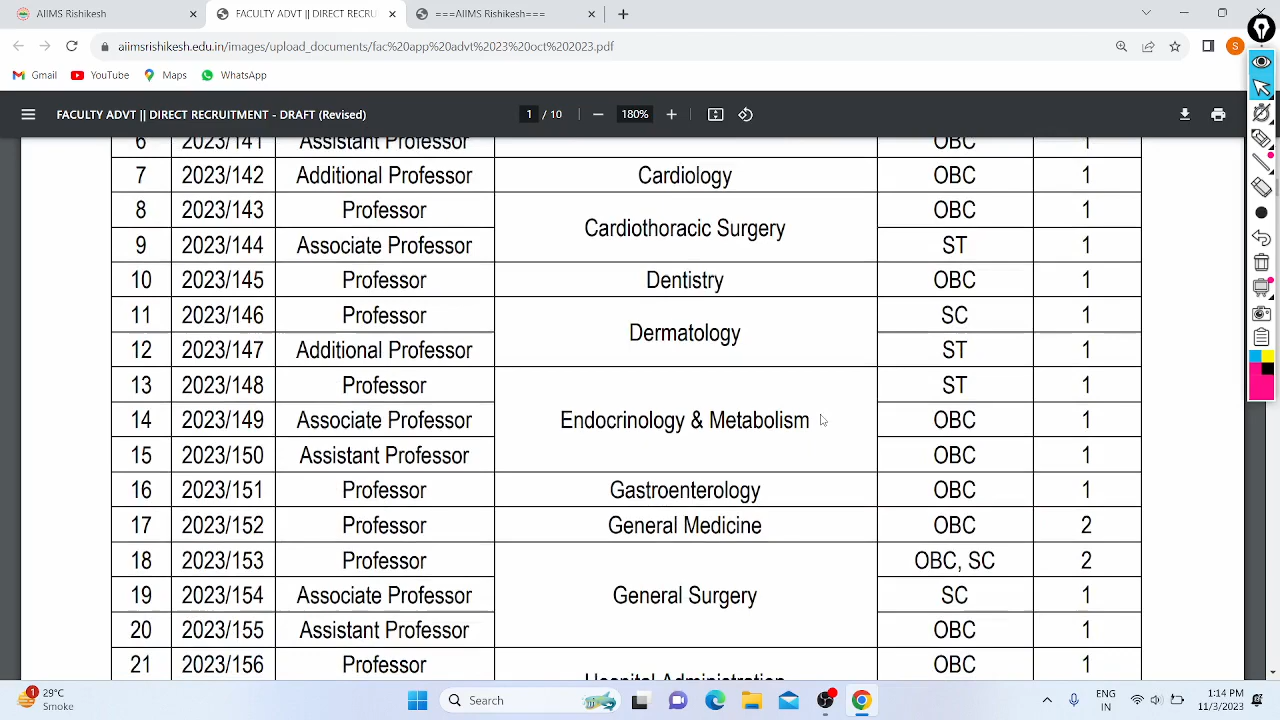 AIIMS Rishikesh
FACULTY ADVT || DIRECT RECRUI
===AIIMS Rishikesh===
aiimsrishikesh.edu.in/images/upload_documents/fac%20app%20advt%2023%20oct%2023.pdf
S
Gmail YouTube Maps WhatsApp
FACULTY ADVT || DIRECT RECRUITMENT - DRAFT (Revised) 1 / 10 180%
6 2023/141 Assistant Professor OBC 1
7 2023/142 Additional Professor Cardiology OBC 1
8 2023/143 Professor OBC 1
Cardiothoracic Surgery
9 2023/144 Associate Professor ST 1
10 2023/145 Professor Dentistry OBC 1
11 2023/146 Professor SC 1
Dermatology
12 2023/147 Additional Professor ST 1
13 2023/148 Professor ST 1
14 2023/149 Associate Professor Endocrinology & Metabolism OBC 1
15 2023/150 Assistant Professor OBC 1
16 2023/151 Professor Gastroenterology OBC 1
17 2023/152 Professor General Medicine OBC 2
18 2023/153 Professor OBC, SC 2
19 2023/154 Associate Professor General Surgery SC 1
20 2023/155 Assistant Professor OBC 1
21 2023/156 Professor OBC 1
Hospital Administration
1
29°C
Smoke
Search
ENG
IN
1:14 PM
11/3/2023